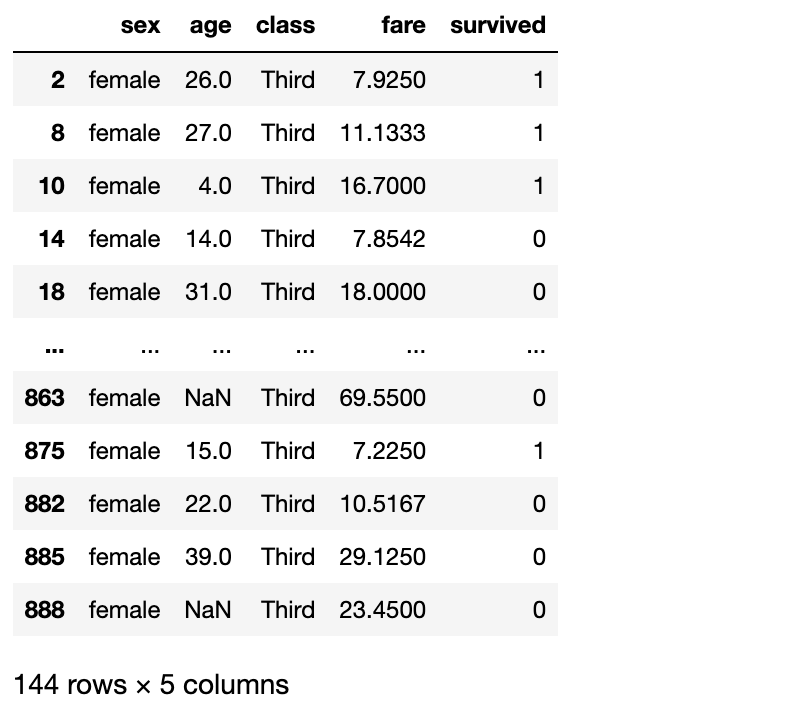 sex age class fare survived
2 female 26.0 Third 7.9250 1
8 female 27.0 Third 11.1333 1
10 female 4.0 Third 16.7000 1
14 female 14.0 Third 7.8542 0
18 female 31.0 Third 18.0000 0
... ... ... ... ... ...
863 female NaN Third 69.5500 0
875 female 15.0 Third 7.2250 1
882 female 22.0 Third 10.5167 0
885 female 39.0 Third 29.1250 0
888 female NaN Third 23.4500 0
144 rows × 5 columns